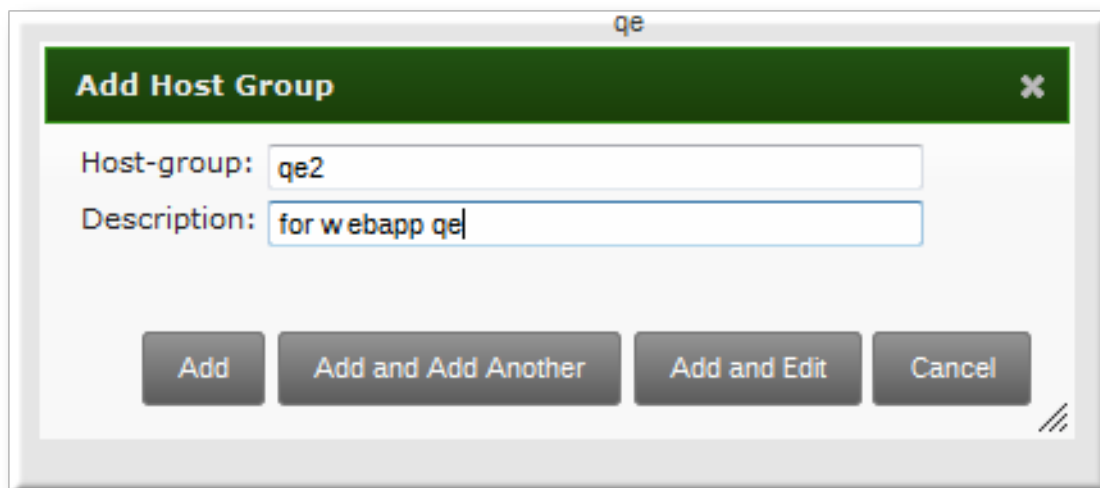 qe
Add Host Group
Host-group: qe2
Description: for webapp qe
Add Add and Add Another Add and Edit Cancel